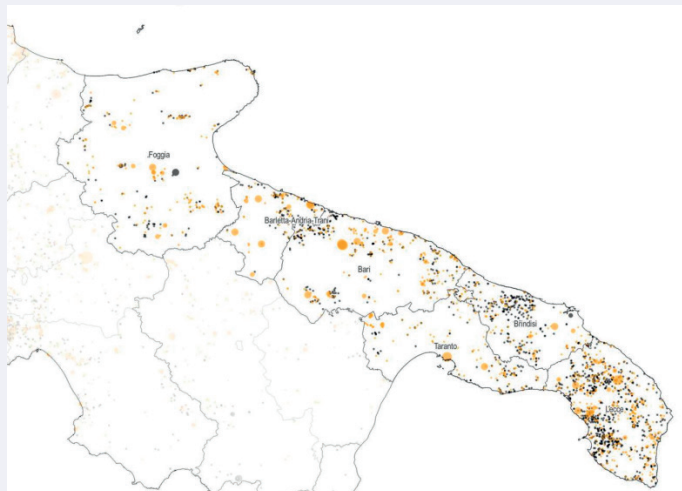 Foggia
Barletta-Andria-Trani
Bari
Brindisi
Taranto
Lecce